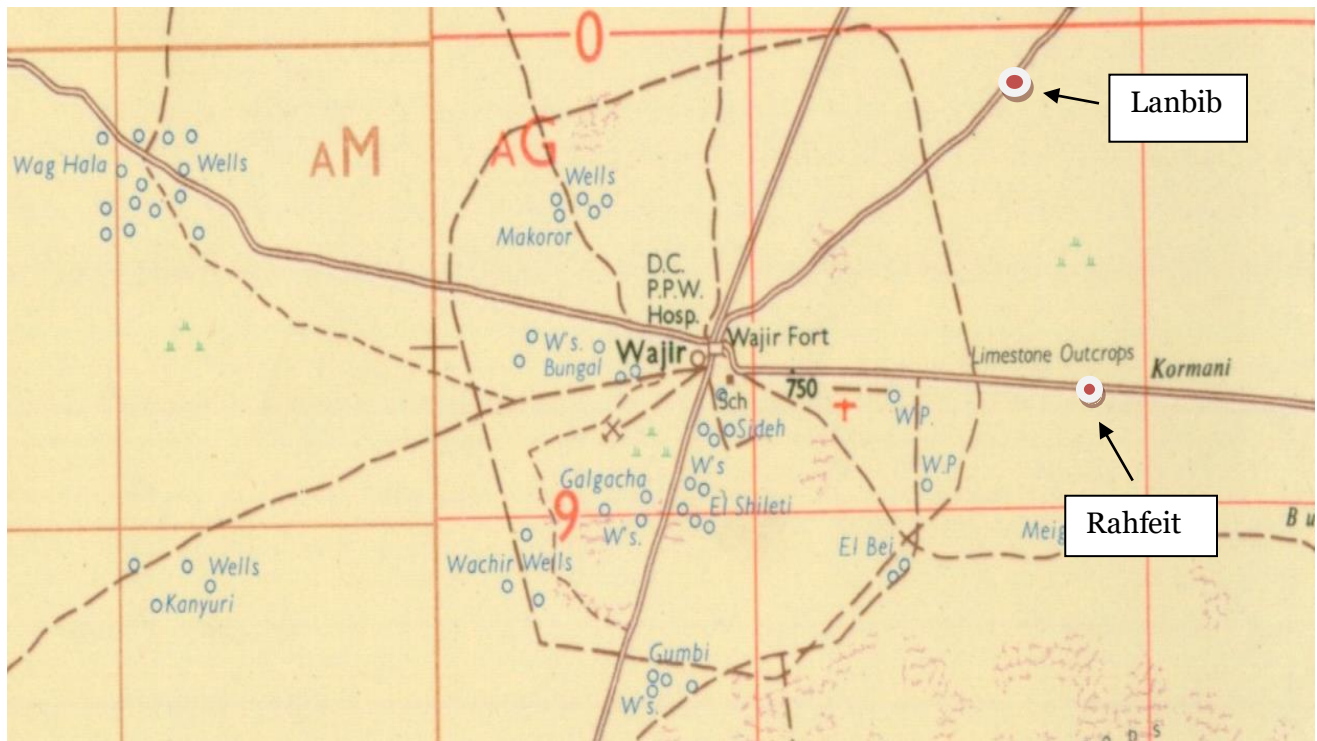 0
Lanbib
AM
AG
Wag Hala
Wells
Wells
Makoror
D.C.
P.P.W.
Hosp.
Wajir Fort
W's.
Bungal
Wajir
Limestone Outcrops
Kormani
750
Sch
W.P.
Sideh
W's
W.P
Galgacha
El Shileti
9
W's.
Rahfeit
Meig
Bu
El Bei
Wachir Wells
Wells
Kanyuri
Gumbi
W's.